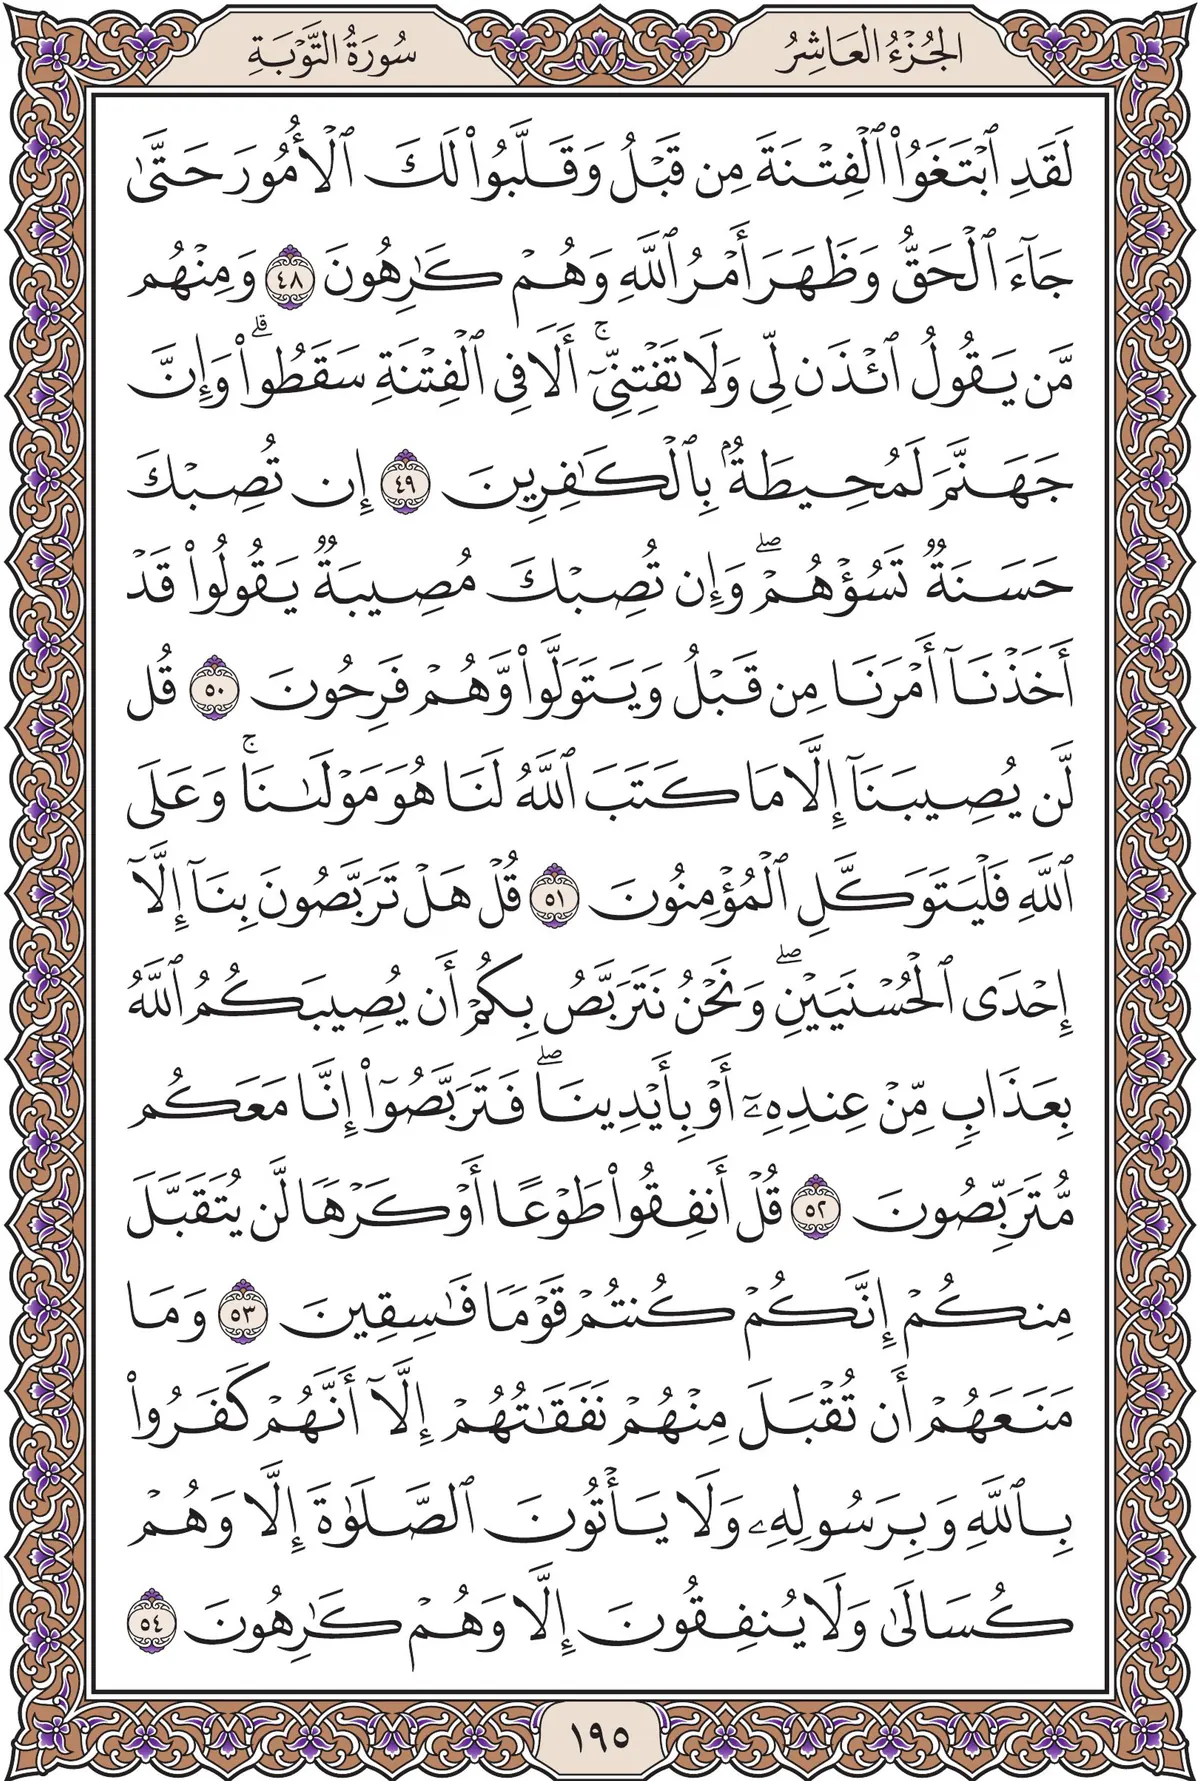 الجُزْءُ العَاشِرُ
سُورَةُ التَّوْبَةِ
لَقَدِ ٱبْتَغَوُا۟ ٱلْفِتْنَةَ مِن قَبْلُ وَقَلَّبُوا۟ لَكَ ٱلْأُمُورَ حَتَّىٰ
جَآءَ ٱلْحَقُّ وَظَهَرَ أَمْرُ ٱللَّهِ وَهُمْ كَـٰرِهُونَ ٤٨ وَمِنْهُم
مَّن يَقُولُ ٱئْذَن لِّى وَلَا تَفْتِنِّىٓ ۚ أَلَا فِى ٱلْفِتْنَةِ سَقَطُوا۟ ۗ وَإِنَّ
جَهَنَّمَ لَمُحِيطَةٌۢ بِٱلْكَـٰفِرِينَ ٤٩ إِن تُصِبْكَ
حَسَنَةٌ تَسُؤْهُمْ ۖ وَإِن تُصِبْكَ مُصِيبَةٌ يَقُولُوا۟ قَدْ
أَخَذْنَآ أَمْرَنَا مِن قَبْلُ وَيَتَوَلَّوا۟ وَّهُمْ فَرِحُونَ ٥٠ قُل
لَّن يُصِيبَنَآ إِلَّا مَا كَتَبَ ٱللَّهُ لَنَا هُوَ مَوْلَىٰنَا ۚ وَعَلَى
ٱللَّهِ فَلْيَتَوَكَّلِ ٱلْمُؤْمِنُونَ ٥١ قُلْ هَلْ تَرَبَّصُونَ بِنَآ إِلَّآ
إِحْدَى ٱلْحُسْنَيَيْنِ ۖ وَنَحْنُ نَتَرَبَّصُ بِكُمْ أَن يُصِيبَكُمُ ٱللَّهُ
بِعَذَابٍ مِّنْ عِندِهِۦٓ أَوْ بِأَيْدِينَا ۖ فَتَرَبَّصُوٓا۟ إِنَّا مَعَكُم
مُّتَرَبِّصُونَ ٥٢ قُلْ أَنفِقُوا۟ طَوْعًا أَوْ كَرْهًا لَّن يُتَقَبَّلَ
مِنكُمْ إِنَّكُمْ كُنتُمْ قَوْمًا فَـٰسِقِينَ ٥٣ وَمَا
مَنَعَهُمْ أَن تُقْبَلَ مِنْهُمْ نَفَقَـٰتُهُمْ إِلَّآ أَنَّهُمْ كَفَرُوا۟
بِٱللَّهِ وَبِرَسُولِهِۦ وَلَا يَأْتُونَ ٱلصَّلَوٰةَ إِلَّا وَهُمْ
كُسَالَىٰ وَلَا يُنفِقُونَ إِلَّا وَهُمْ كَـٰرِهُونَ ٥٤
١٩٥